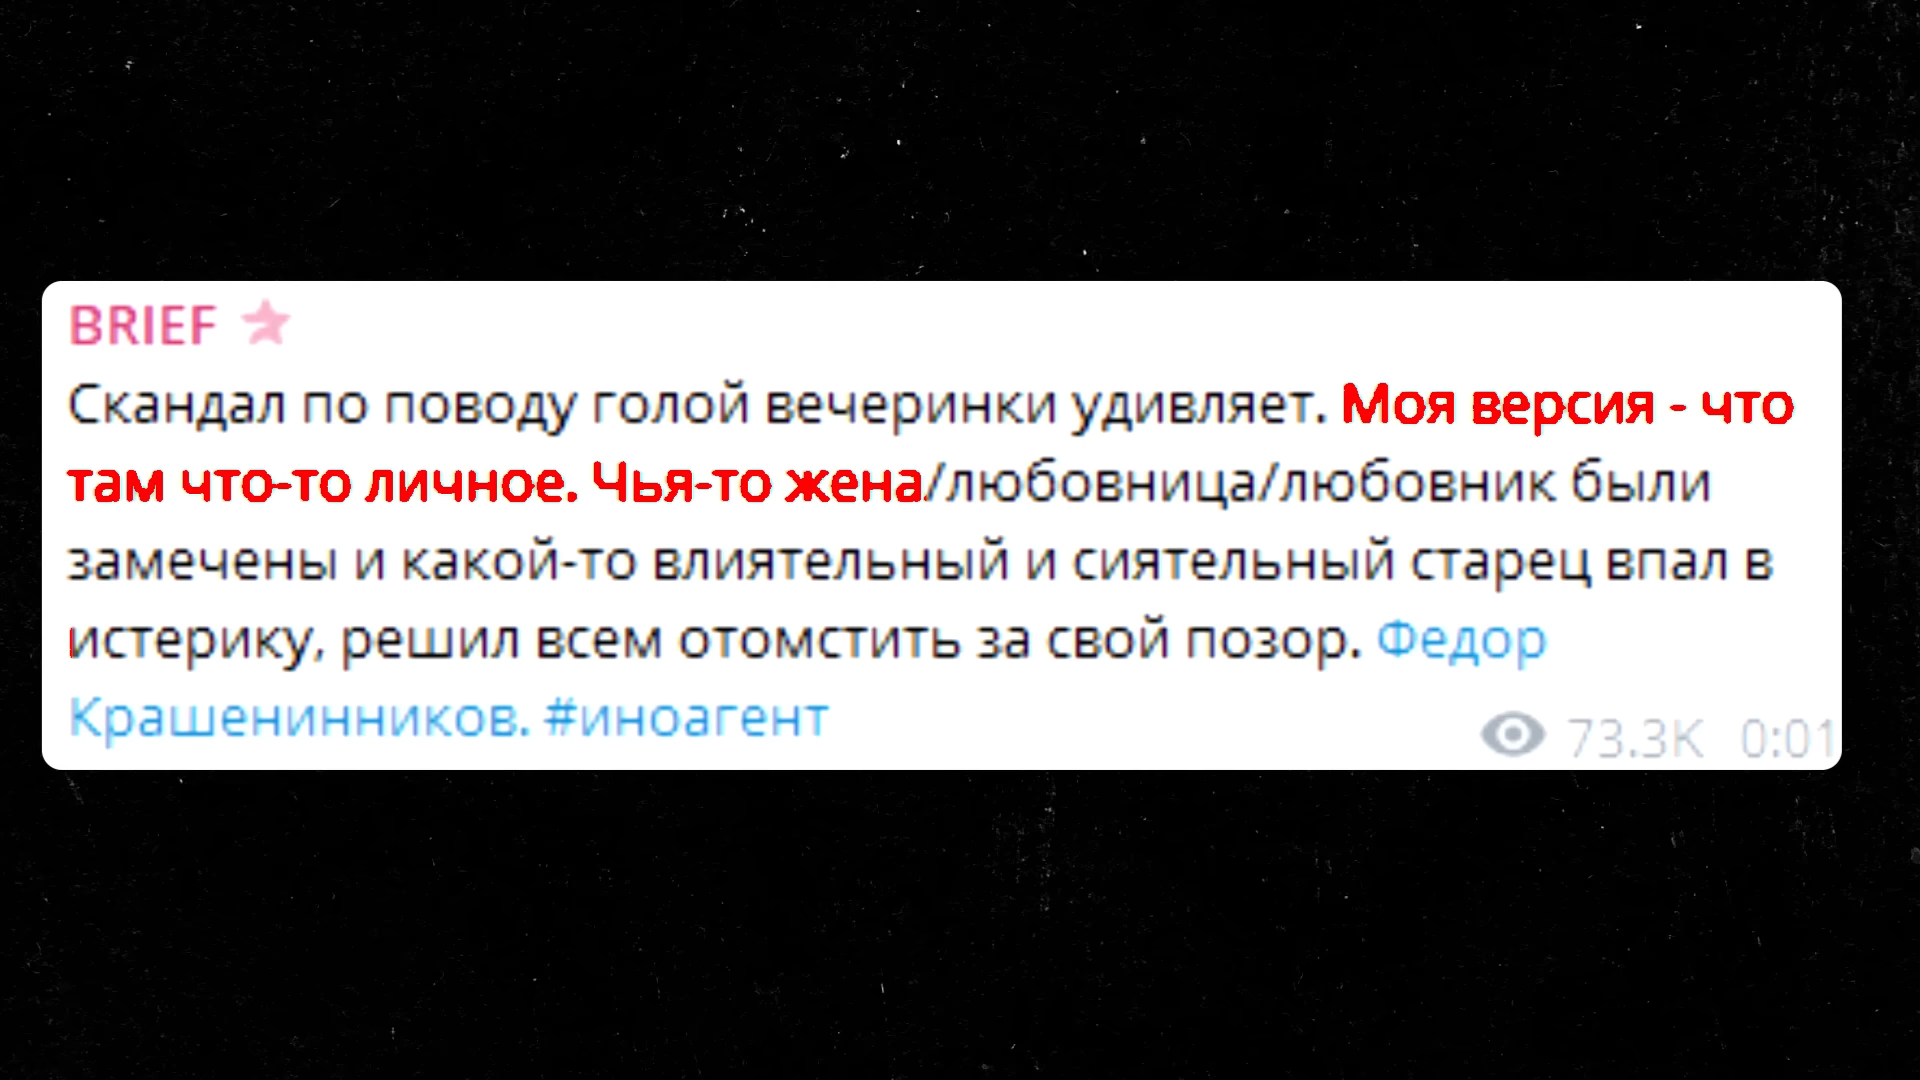 BRIEF
Скандал по поводу голой вечеринки удивляет. Моя версия - что
там что-то личное. Чья-то жена/любовница/любовник были
замечены и какой-то влиятельный и сиятельный старец впал в
истерику, решил всем отомстить за свой позор. Федор
Крашенинников. #иноагент
73.3K 0:01